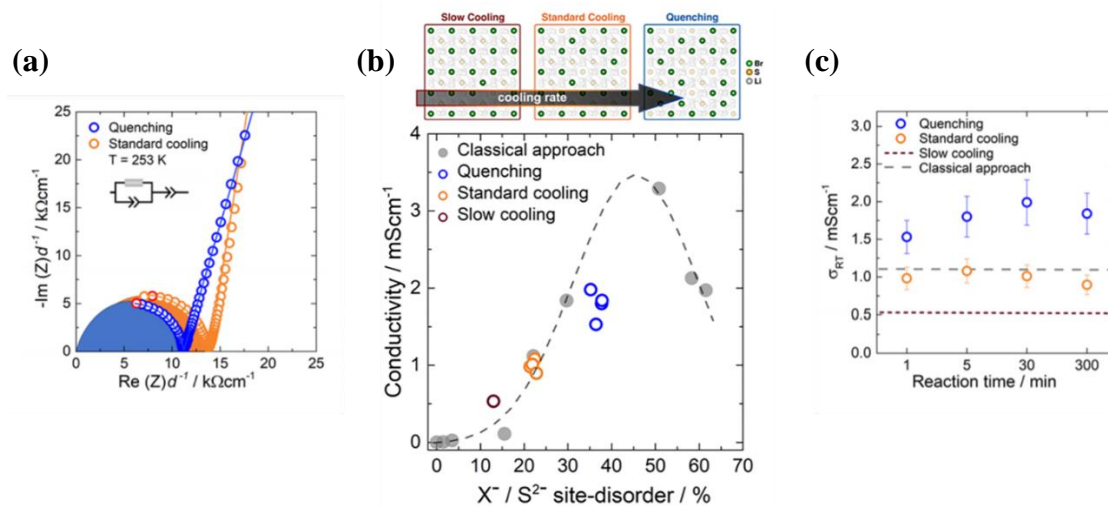 (a)
25
20
15
10
5
0
-Im (Z)d⁻¹ / kΩcm⁻¹
Quenching
Standard cooling
T = 253 K
0 5 10 15 20 25
Re (Z)d⁻¹ / kΩcm⁻¹
(b)
Slow Cooling Standard Cooling Quenching
Br
S
Li
cooling rate
4
3
2
1
0
Conductivity / mScm⁻¹
Classical approach
Quenching
Standard cooling
Slow cooling
0 10 20 30 40 50 60 70
X⁻ / S²⁻ site-disorder / %
(c)
3.0
2.5
2.0
1.5
1.0
0.5
0.0
σRT / mScm⁻¹
Quenching
Standard cooling
Slow cooling
Classical approach
1 5 30 300
Reaction time / min